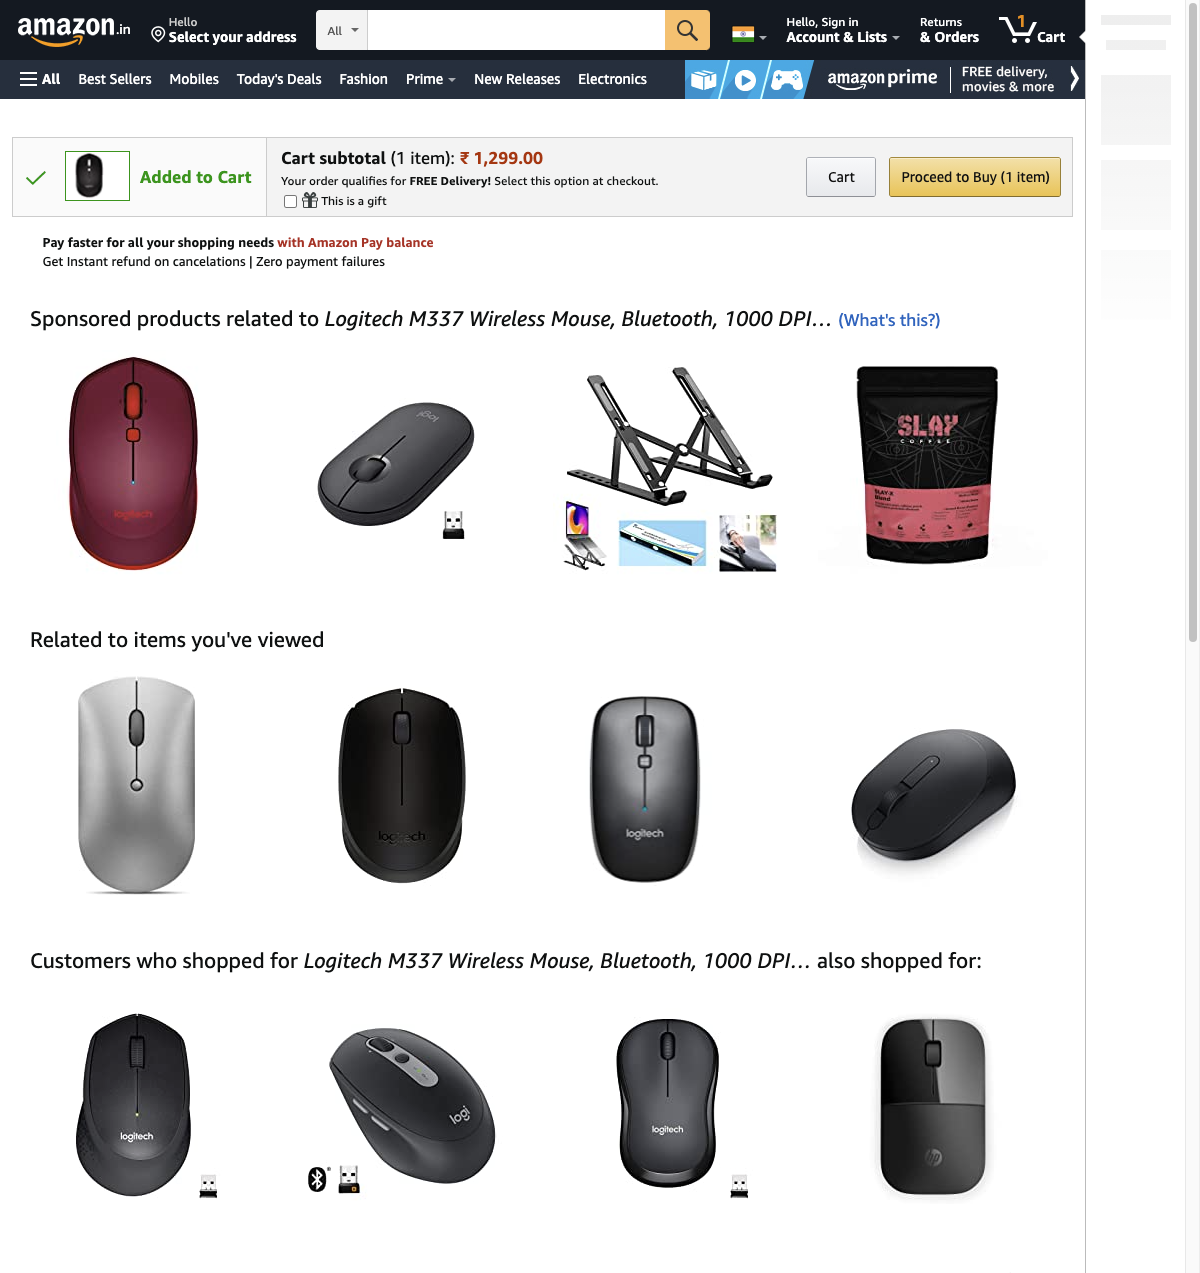 amazon.in
Hello
Select your address
All
Hello, Sign in
Account & Lists
Returns
& Orders
1
Cart
All
Best Sellers
Mobiles
Today's Deals
Fashion
Prime
New Releases
Electronics
amazon prime
FREE delivery,
movies & more
Added to Cart
Cart subtotal (1 item): ₹ 1,299.00
Your order qualifies for FREE Delivery! Select this option at checkout.
This is a gift
Cart
Proceed to Buy (1 item)
Pay faster for all your shopping needs with Amazon Pay balance
Get Instant refund on cancelations | Zero payment failures
Sponsored products related to Logitech M337 Wireless Mouse, Bluetooth, 1000 DPI… (What's this?)
logitech
logi
SLAY
COFFEE
SLAY-X
Blend
Related to items you've viewed
logitech
logitech
Customers who shopped for Logitech M337 Wireless Mouse, Bluetooth, 1000 DPI… also shopped for:
logitech
logi
logitech
hp